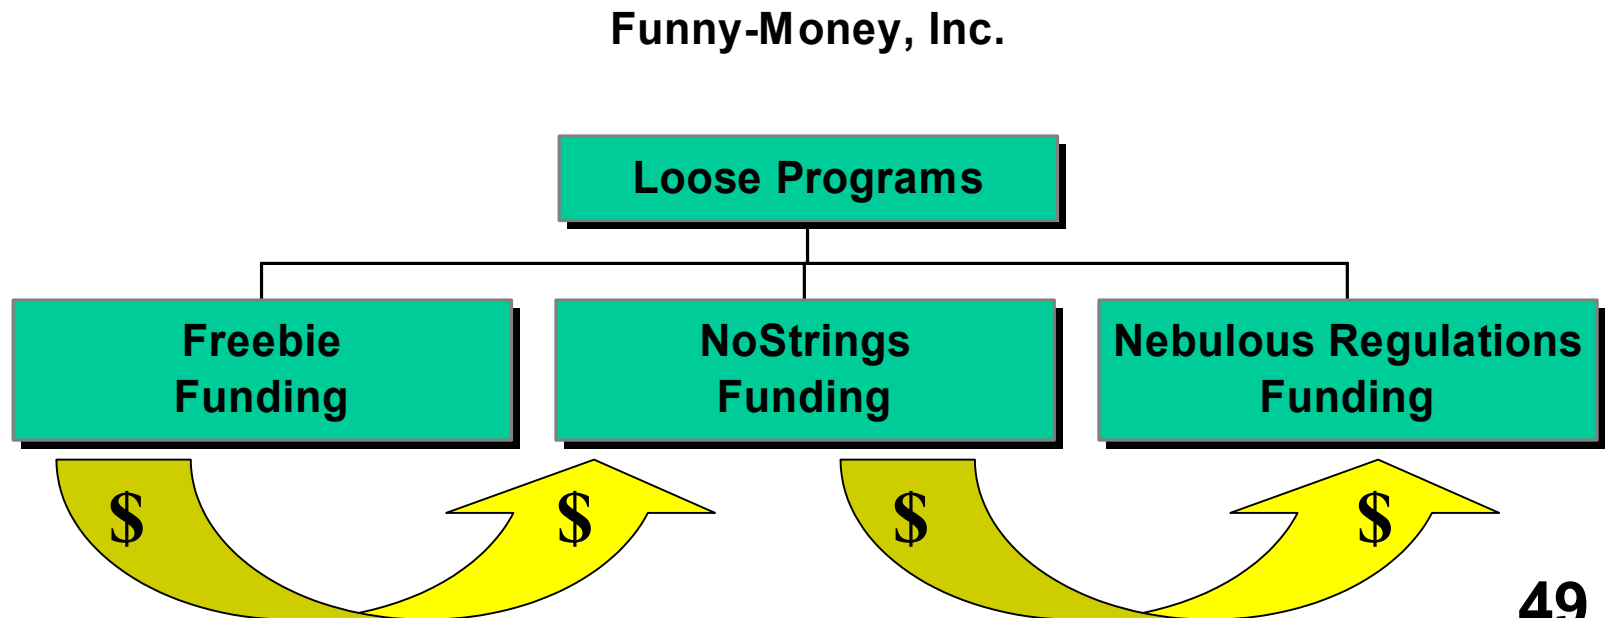 Funny-Money, Inc.
Loose Programs
Freebie
Funding
NoStrings
Funding
Nebulous Regulations
Funding
$ $ $ $
49